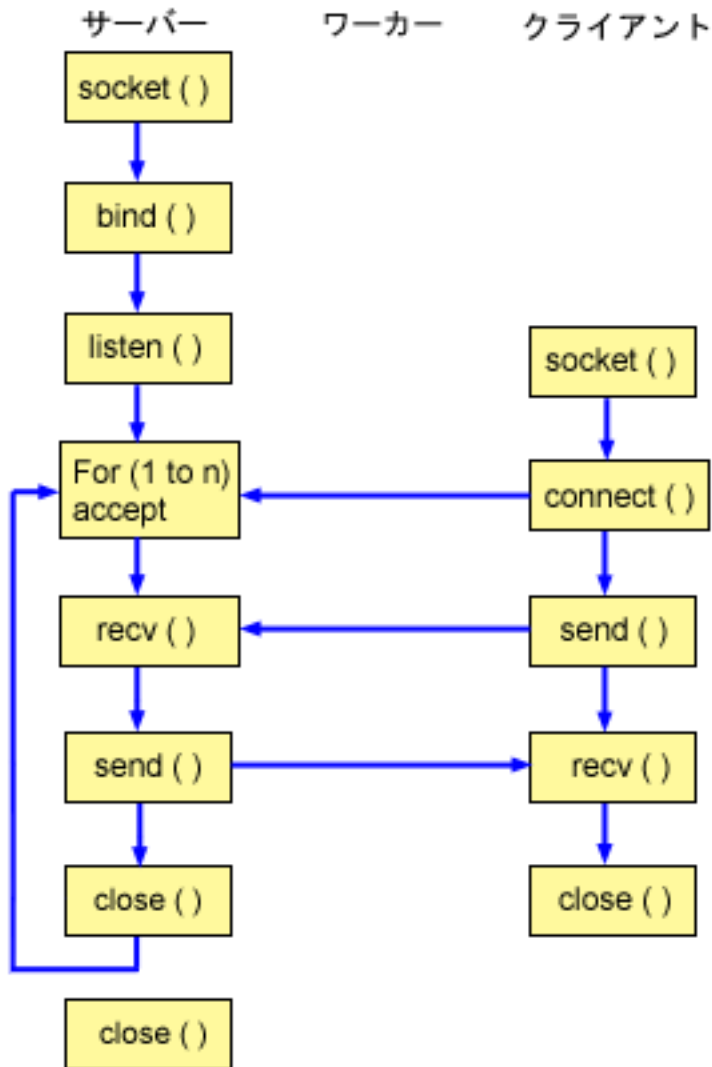 サーバー
ワーカー
クライアント
socket ( )
bind ( )
listen ( )
socket ( )
For (1 to n)
accept
connect ( )
recv ( )
send ( )
send ( )
recv ( )
close ( )
close ( )
close ( )